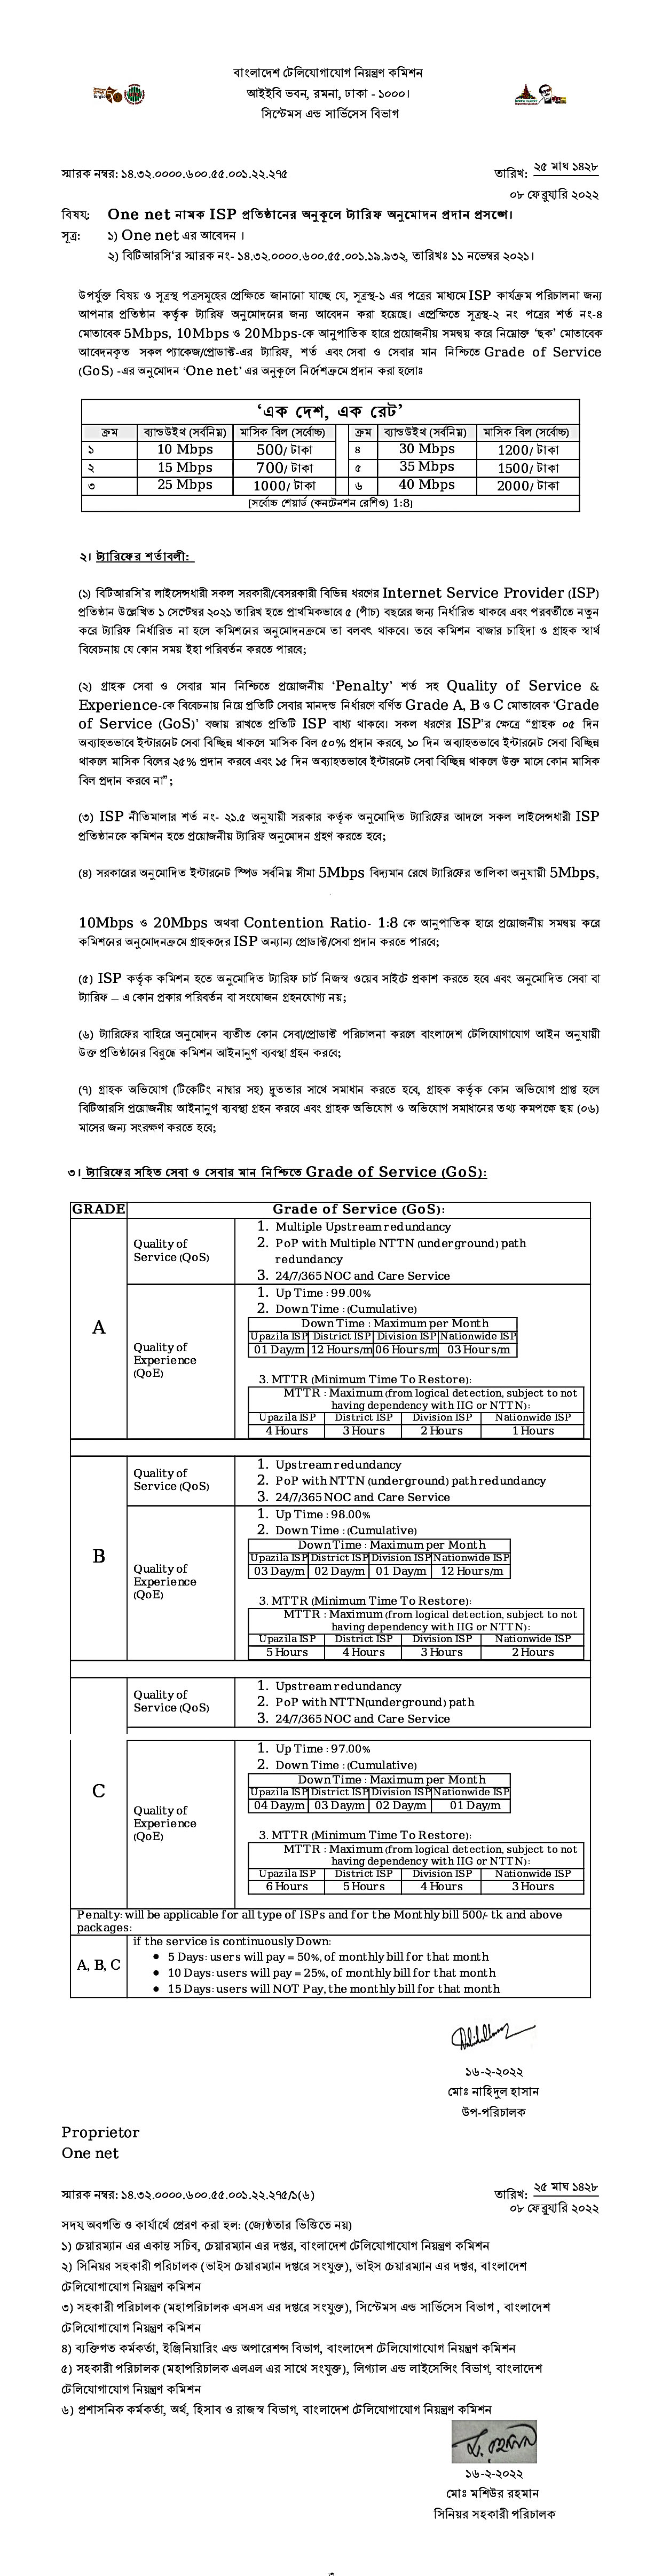 বাংলাদেশ টেলিযোগাযোগ নিয়ন্ত্রণ কমিশন
আইইবি ভবন, রমনা, ঢাকা - ১০০০।
সিস্টেমস এন্ড সার্ভিসেস বিভাগ
স্মারক নম্বর: ১৪.৩২.০০০০.৬০০.৫৫.০০১.২২.২৭৫
তারিখ: ২৫ মাঘ ১৪২৮
০৮ ফেব্রুয়ারি ২০২২
বিষয়: One net নামক ISP প্রতিষ্ঠানের অনুকূলে ট্যারিফ অনুমোদন প্রদান প্রসঙ্গে।
সূত্র: ১) One net এর আবেদন ।
২) বিটিআরসি'র স্মারক নং- ১৪.৩২.০০০০.৬০০.৫৫.০০১.১৯.৯৩২, তারিখঃ ১১ নভেম্বর ২০২১।
উপর্যুক্ত বিষয় ও সূত্রস্থ পত্রসমূহের প্রেক্ষিতে জানানো যাচ্ছে যে, সূত্রস্থ-১ এর পত্রের মাধ্যমে ISP কার্যক্রম পরিচালনা জন্য
আপনার প্রতিষ্ঠান কর্তৃক ট্যারিফ অনুমোদনের জন্য আবেদন করা হয়েছে। এপ্রেক্ষিতে সূত্রস্থ-২ নং পত্রের শর্ত নং-৪
মোতাবেক 5Mbps, 10Mbps ও 20Mbps-কে আনুপাতিক হারে প্রয়োজনীয় সমন্বয় করে নিম্নোক্ত 'ছক' মোতাবেক
আবেদনকৃত সকল প্যাকেজ/প্রোডাক্ট-এর ট্যারিফ, শর্ত এবং সেবা ও সেবার মান নিশ্চিতে Grade of Service
(GoS) -এর অনুমোদন 'One net' এর অনুকূলে নির্দেশক্রমে প্রদান করা হলোঃ
'এক দেশ, এক রেট'
ক্রম ব্যান্ডউইথ (সর্বনিম্ন) মাসিক বিল (সর্বোচ্চ) ক্রম ব্যান্ডউইথ (সর্বনিম্ন) মাসিক বিল (সর্বোচ্চ)
১ 10 Mbps 500/ টাকা ৪ 30 Mbps 1200/ টাকা
২ 15 Mbps 700/ টাকা ৫ 35 Mbps 1500/ টাকা
৩ 25 Mbps 1000/ টাকা ৬ 40 Mbps 2000/ টাকা
[সর্বোচ্চ শেয়ার্ড (কনটেনশন রেশিও) 1:8]
২। ট্যারিফের শর্তাবলী:
(১) বিটিআরসি'র লাইসেন্সধারী সকল সরকারী/বেসরকারী বিভিন্ন ধরণের Internet Service Provider (ISP)
প্রতিষ্ঠান উল্লেখিত ১ সেপ্টেম্বর ২০২১ তারিখ হতে প্রাথমিকভাবে ৫ (পাঁচ) বছরের জন্য নির্ধারিত থাকবে এবং পরবর্তীতে নতুন
করে ট্যারিফ নির্ধারিত না হলে কমিশনের অনুমোদনক্রমে তা বলবৎ থাকবে। তবে কমিশন বাজার চাহিদা ও গ্রাহক স্বার্থ
বিবেচনায় যে কোন সময় ইহা পরিবর্তন করতে পারবে;
(২) গ্রাহক সেবা ও সেবার মান নিশ্চিতে প্রয়োজনীয় 'Penalty' শর্ত সহ Quality of Service &
Experience-কে বিবেচনায় নিয়ে প্রতিটি সেবার মানদন্ড নির্ধারণে বর্ণিত Grade A, B ও C মোতাবেক 'Grade
of Service (GoS)' বজায় রাখতে প্রতিটি ISP বাধ্য থাকবে। সকল ধরণের ISP'র ক্ষেত্রে "গ্রাহক ০৫ দিন
অব্যাহতভাবে ইন্টারনেট সেবা বিচ্ছিন্ন থাকলে মাসিক বিল ৫০% প্রদান করবে, ১০ দিন অব্যাহতভাবে ইন্টারনেট সেবা বিচ্ছিন্ন
থাকলে মাসিক বিলের ২৫% প্রদান করবে এবং ১৫ দিন অব্যাহতভাবে ইন্টারনেট সেবা বিচ্ছিন্ন থাকলে উক্ত মাসে কোন মাসিক
বিল প্রদান করবে না";
(৩) ISP নীতিমালার শর্ত নং- ২১.৫ অনুযায়ী সরকার কর্তৃক অনুমোদিত ট্যারিফের আদলে সকল লাইসেন্সধারী ISP
প্রতিষ্ঠানকে কমিশন হতে প্রয়োজনীয় ট্যারিফ অনুমোদন গ্রহণ করতে হবে;
(৪) সরকারের অনুমোদিত ইন্টারনেট স্পিড সর্বনিম্ন সীমা 5Mbps বিদ্যমান রেখে ট্যারিফের তালিকা অনুযায়ী 5Mbps,
10Mbps ও 20Mbps অথবা Contention Ratio- 1:8 কে আনুপাতিক হারে প্রয়োজনীয় সমন্বয় করে
কমিশনের অনুমোদনক্রমে গ্রাহকদের ISP অন্যান্য প্রোডাক্ট/সেবা প্রদান করতে পারবে;
(৫) ISP কর্তৃক কমিশন হতে অনুমোদিত ট্যারিফ চার্ট নিজস্ব ওয়েব সাইটে প্রকাশ করতে হবে এবং অনুমোদিত সেবা বা
ট্যারিফ – এ কোন প্রকার পরিবর্তন বা সংযোজন গ্রহনযোগ্য নয়;
(৬) ট্যারিফের বাহিরে অনুমোদন ব্যতীত কোন সেবা/প্রোডাক্ট পরিচালনা করলে বাংলাদেশ টেলিযোগাযোগ আইন অনুযায়ী
উক্ত প্রতিষ্ঠানের বিরুদ্ধে কমিশন আইনানুগ ব্যবস্থা গ্রহন করবে;
(৭) গ্রাহক অভিযোগ (টিকেটিং নাম্বার সহ) দ্রুততার সাথে সমাধান করতে হবে, গ্রাহক কর্তৃক কোন অভিযোগ প্রাপ্ত হলে
বিটিআরসি প্রয়োজনীয় আইনানুগ ব্যবস্থা গ্রহন করবে এবং গ্রাহক অভিযোগ ও অভিযোগ সমাধানের তথ্য কমপক্ষে ছয় (০৬)
মাসের জন্য সংরক্ষণ করতে হবে;
৩। ট্যারিফের সহিত সেবা ও সেবার মান নিশ্চিতে Grade of Service (GoS):
GRADE Grade of Service (GoS):
A
Quality of
Service (QoS)
1. Multiple Upstream redundancy
2. PoP with Multiple NTTN (underground) path
redundancy
3. 24/7/365 NOC and Care Service
Quality of
Experience
(QoE)
1. Up Time : 99.00%
2. Down Time : (Cumulative)
Down Time : Maximum per Month
Upazila ISP District ISP Division ISP Nationwide ISP
01 Day/m 12 Hours/m 06 Hours/m 03 Hours/m
3. MTTR (Minimum Time To Restore):
MTTR : Maximum (from logical detection, subject to not
having dependency with IIG or NTTN):
Upazila ISP District ISP Division ISP Nationwide ISP
4 Hours 3 Hours 2 Hours 1 Hours
B
Quality of
Service (QoS)
1. Upstream redundancy
2. PoP with NTTN (underground) path redundancy
3. 24/7/365 NOC and Care Service
Quality of
Experience
(QoE)
1. Up Time : 98.00%
2. Down Time : (Cumulative)
Down Time : Maximum per Month
Upazila ISP District ISP Division ISP Nationwide ISP
03 Day/m 02 Day/m 01 Day/m 12 Hours/m
3. MTTR (Minimum Time To Restore):
MTTR : Maximum (from logical detection, subject to not
having dependency with IIG or NTTN):
Upazila ISP District ISP Division ISP Nationwide ISP
5 Hours 4 Hours 3 Hours 2 Hours
C
Quality of
Service (QoS)
1. Upstream redundancy
2. PoP with NTTN(underground) path
3. 24/7/365 NOC and Care Service
Quality of
Experience
(QoE)
1. Up Time : 97.00%
2. Down Time : (Cumulative)
Down Time : Maximum per Month
Upazila ISP District ISP Division ISP Nationwide ISP
04 Day/m 03 Day/m 02 Day/m 01 Day/m
3. MTTR (Minimum Time To Restore):
MTTR : Maximum (from logical detection, subject to not
having dependency with IIG or NTTN):
Upazila ISP District ISP Division ISP Nationwide ISP
6 Hours 5 Hours 4 Hours 3 Hours
Penalty: will be applicable for all type of ISPs and for the Monthly bill 500/- tk and above
packages:
A, B, C
if the service is continuously Down:
● 5 Days: users will pay = 50%, of monthly bill for that month
● 10 Days: users will pay = 25%, of monthly bill for that month
● 15 Days: users will NOT Pay, the monthly bill for that month
১৬-২-২০২২
মোঃ নাহিদুল হাসান
উপ-পরিচালক
Proprietor
One net
স্মারক নম্বর: ১৪.৩২.০০০০.৬০০.৫৫.০০১.২২.২৭৫/১(৬)
তারিখ: ২৫ মাঘ ১৪২৮
০৮ ফেব্রুয়ারি ২০২২
সদয় অবগতি ও কার্যার্থে প্রেরণ করা হল: (জ্যেষ্ঠতার ভিত্তিতে নয়)
১) চেয়ারম্যান এর একান্ত সচিব, চেয়ারম্যান এর দপ্তর, বাংলাদেশ টেলিযোগাযোগ নিয়ন্ত্রণ কমিশন
২) সিনিয়র সহকারী পরিচালক (ভাইস চেয়ারম্যান দপ্তরে সংযুক্ত), ভাইস চেয়ারম্যান এর দপ্তর, বাংলাদেশ
টেলিযোগাযোগ নিয়ন্ত্রণ কমিশন
৩) সহকারী পরিচালক (মহাপরিচালক এসএস এর দপ্তরে সংযুক্ত), সিস্টেমস এন্ড সার্ভিসেস বিভাগ , বাংলাদেশ
টেলিযোগাযোগ নিয়ন্ত্রণ কমিশন
৪) ব্যক্তিগত কর্মকর্তা, ইঞ্জিনিয়ারিং এন্ড অপারেশন্স বিভাগ, বাংলাদেশ টেলিযোগাযোগ নিয়ন্ত্রণ কমিশন
৫) সহকারী পরিচালক (মহাপরিচালক এলএল এর সাথে সংযুক্ত), লিগ্যাল এন্ড লাইসেন্সিং বিভাগ, বাংলাদেশ
টেলিযোগাযোগ নিয়ন্ত্রণ কমিশন
৬) প্রশাসনিক কর্মকর্তা, অর্থ, হিসাব ও রাজস্ব বিভাগ, বাংলাদেশ টেলিযোগাযোগ নিয়ন্ত্রণ কমিশন
১৬-২-২০২২
মোঃ মশিউর রহমান
সিনিয়র সহকারী পরিচালক